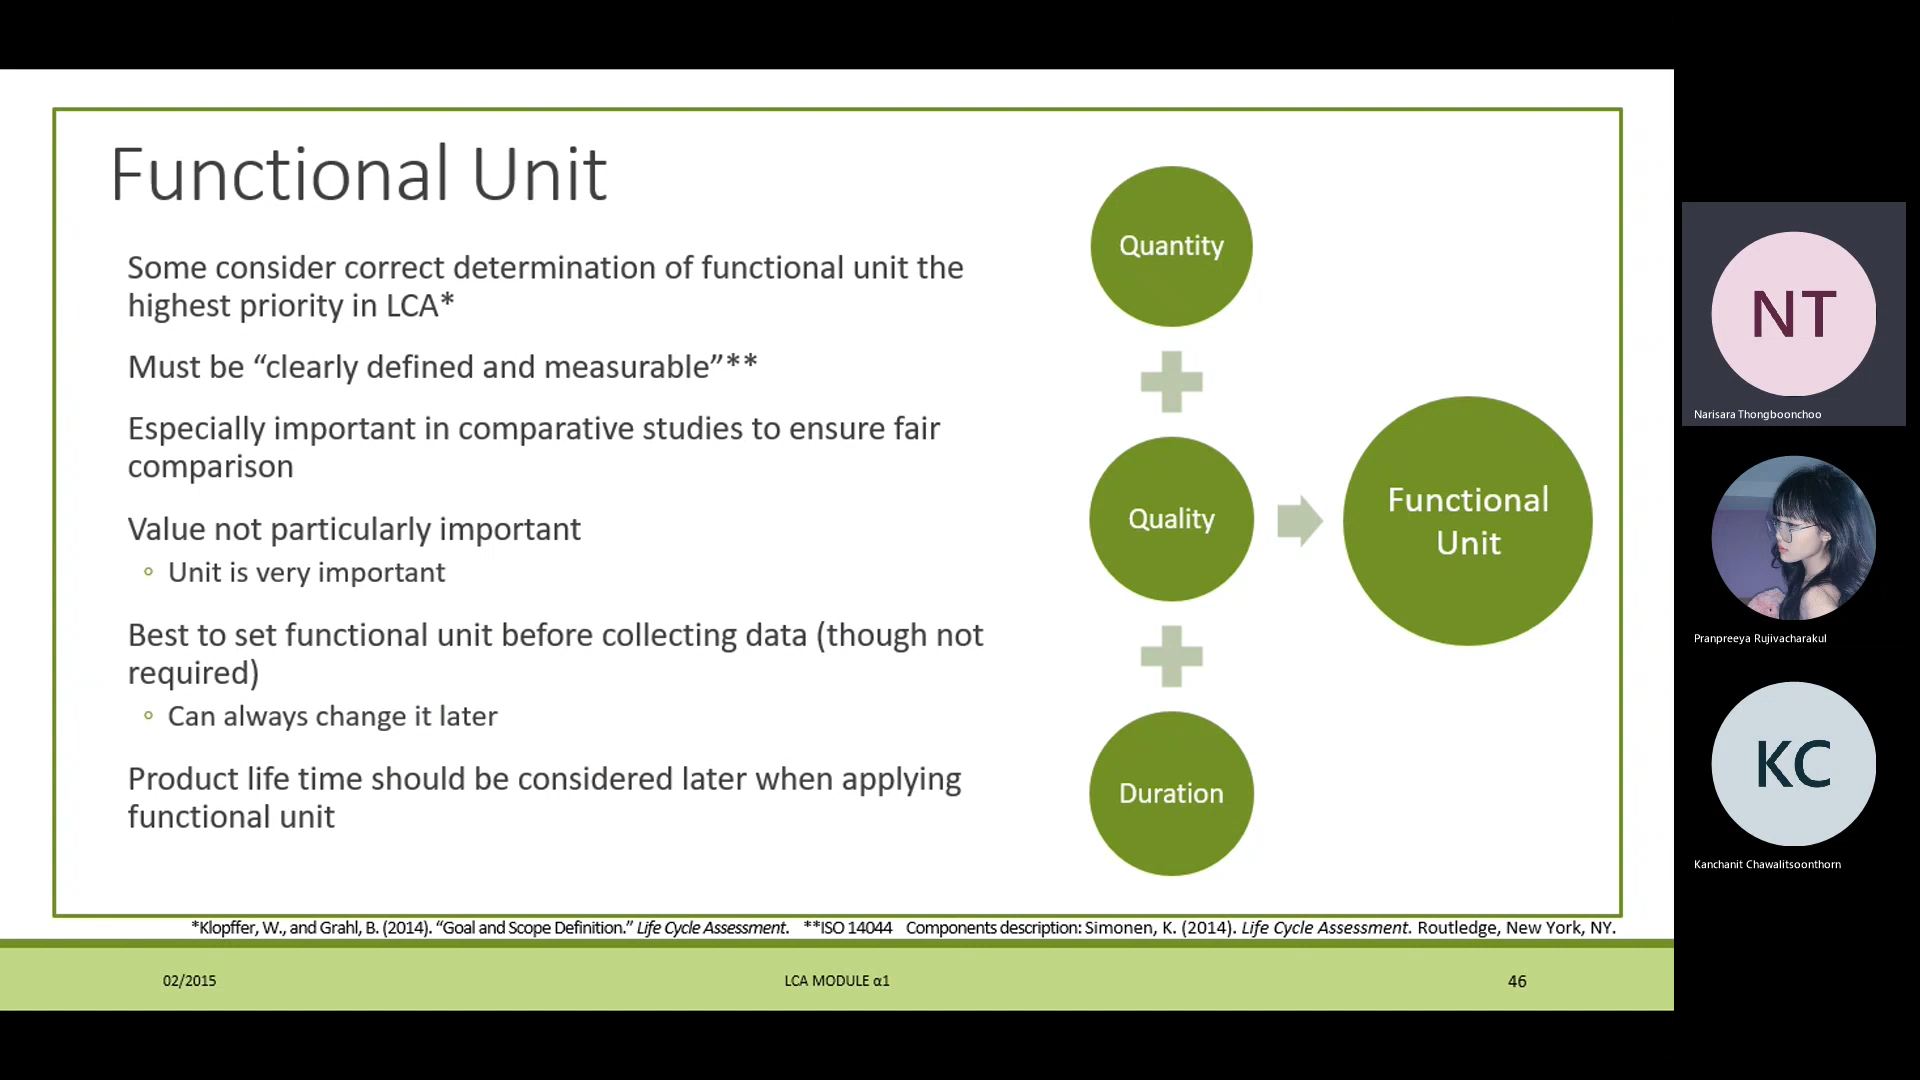 Functional Unit
Some consider correct determination of functional unit the
highest priority in LCA*
Must be “clearly defined and measurable”**
Especially important in comparative studies to ensure fair
comparison
Value not particularly important
Unit is very important
Best to set functional unit before collecting data (though not
required)
Can always change it later
Product life time should be considered later when applying
functional unit
Quantity
Quality
Duration
Functional
Unit
*Klopffer, W., and Grahl, B. (2014). “Goal and Scope Definition.” Life Cycle Assessment. **ISO 14044 Components description: Simonen, K. (2014). Life Cycle Assessment. Routledge, New York, NY.
02/2015
LCA MODULE α1
46
NT
Narisara Thongboonchoo
Pranpreeya Rujivacharakul
KC
Kanchanit Chawalitsoonthorn